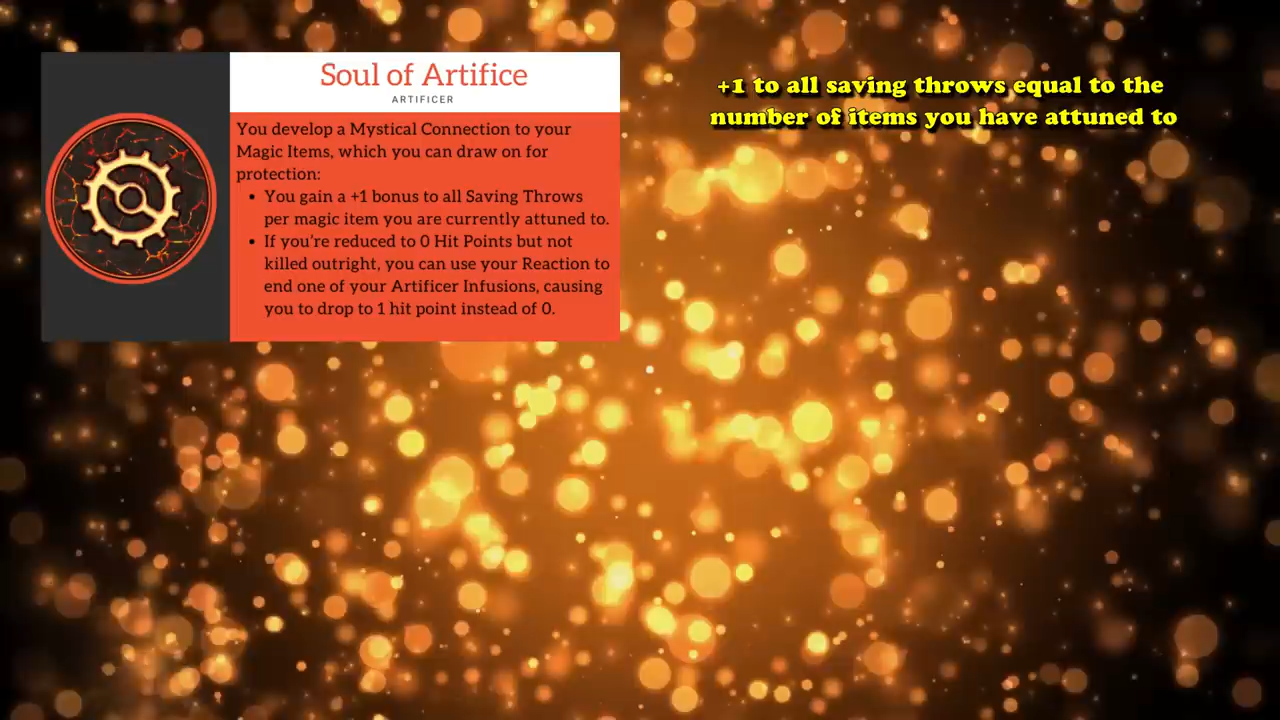 Soul of Artifice
ARTIFICER
You develop a Mystical Connection to your
Magic Items, which you can draw on for
protection:
• You gain a +1 bonus to all Saving Throws
per magic item you are currently attuned to.
• If you're reduced to 0 Hit Points but not
killed outright, you can use your Reaction to
end one of your Artificer Infusions, causing
you to drop to 1 hit point instead of 0.
+1 to all saving throws equal to the
number of items you have attuned to